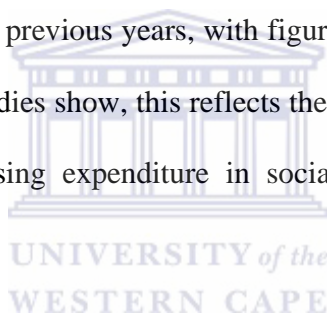 previous years, with figur
dies show, this reflects the
sing expenditure in socia
UNIVERSITY of the
WESTERN CAPE